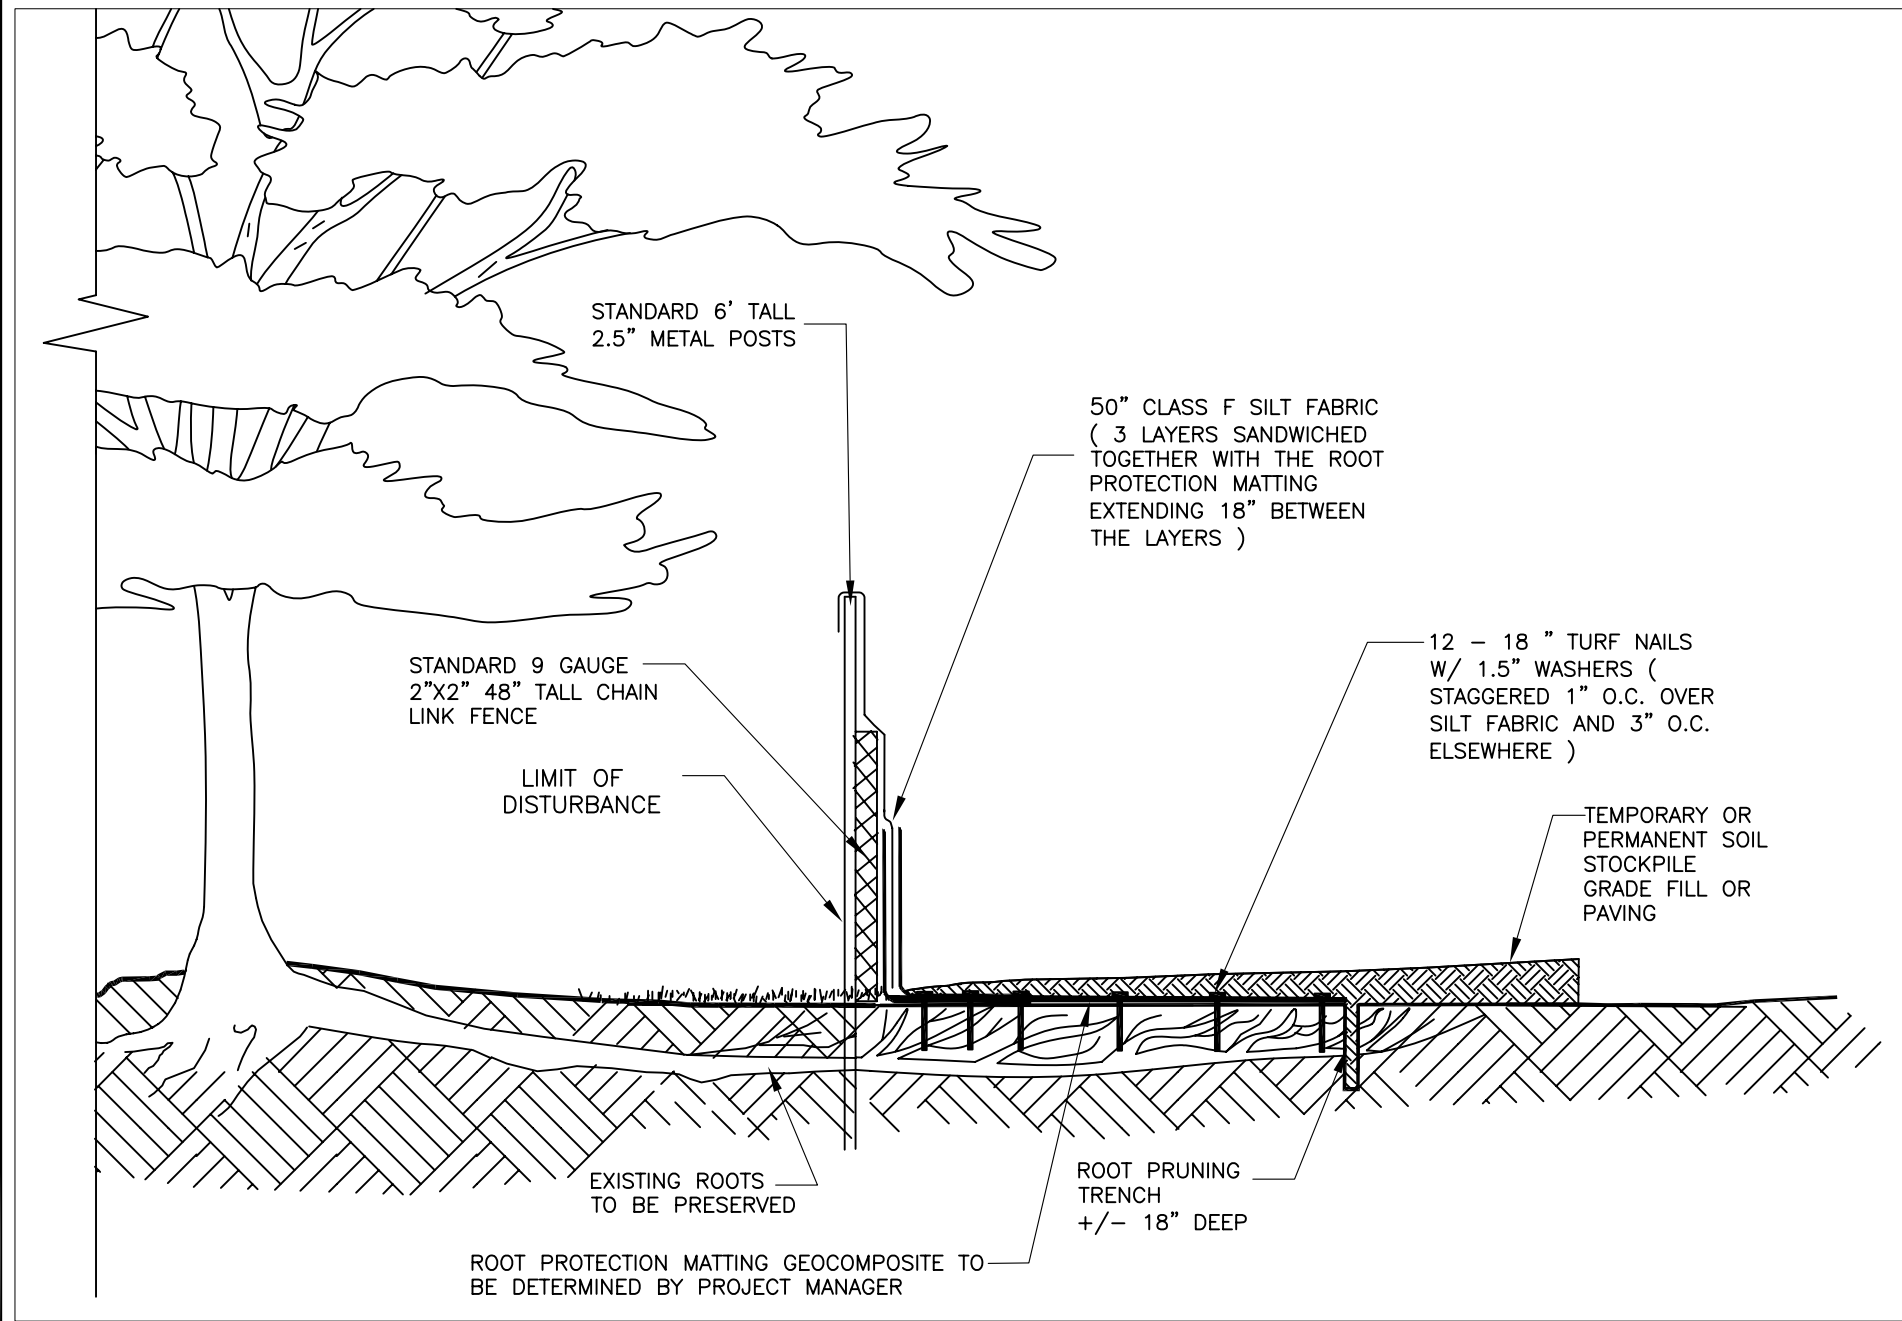 STANDARD 6' TALL
2.5" METAL POSTS
50" CLASS F SILT FABRIC
( 3 LAYERS SANDWICHED
TOGETHER WITH THE ROOT
PROTECTION MATTING
EXTENDING 18" BETWEEN
THE LAYERS )
STANDARD 9 GAUGE
2"X2" 48" TALL CHAIN
LINK FENCE
12 – 18 " TURF NAILS
W/ 1.5" WASHERS (
STAGGERED 1" O.C. OVER
SILT FABRIC AND 3" O.C.
ELSEWHERE )
LIMIT OF
DISTURBANCE
TEMPORARY OR
PERMANENT SOIL
STOCKPILE
GRADE FILL OR
PAVING
EXISTING ROOTS
TO BE PRESERVED
ROOT PRUNING
TRENCH
+/– 18" DEEP
ROOT PROTECTION MATTING GEOCOMPOSITE TO
BE DETERMINED BY PROJECT MANAGER